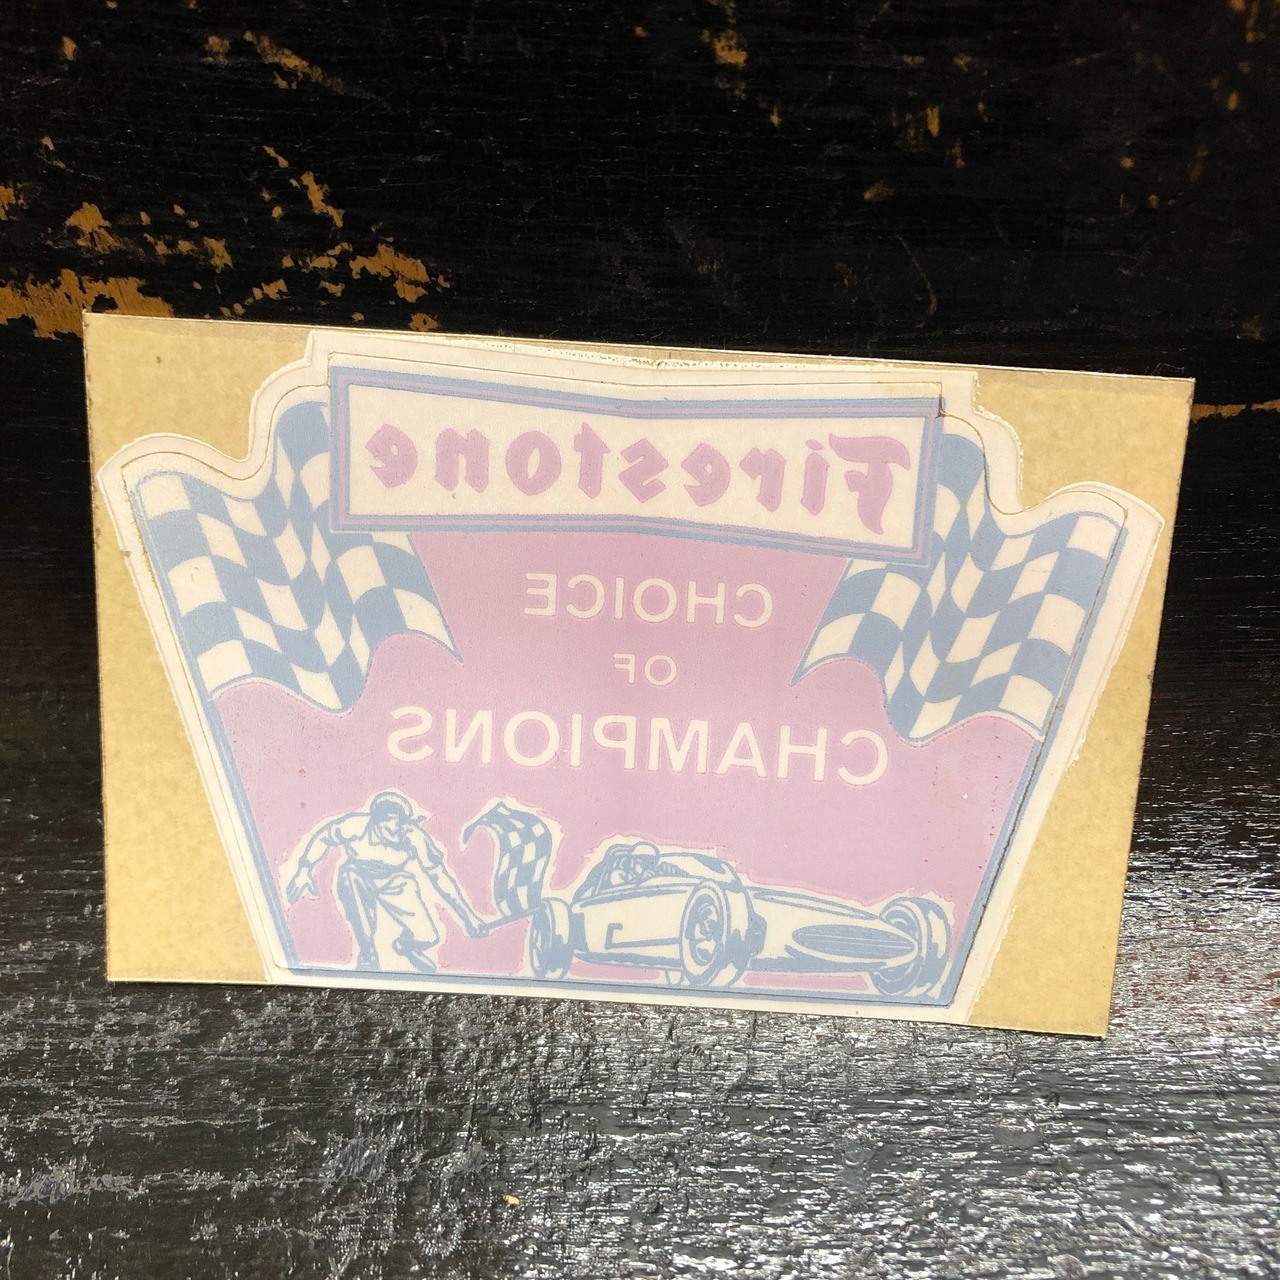 Firestone
CHOICE
OF
CHAMPIONS